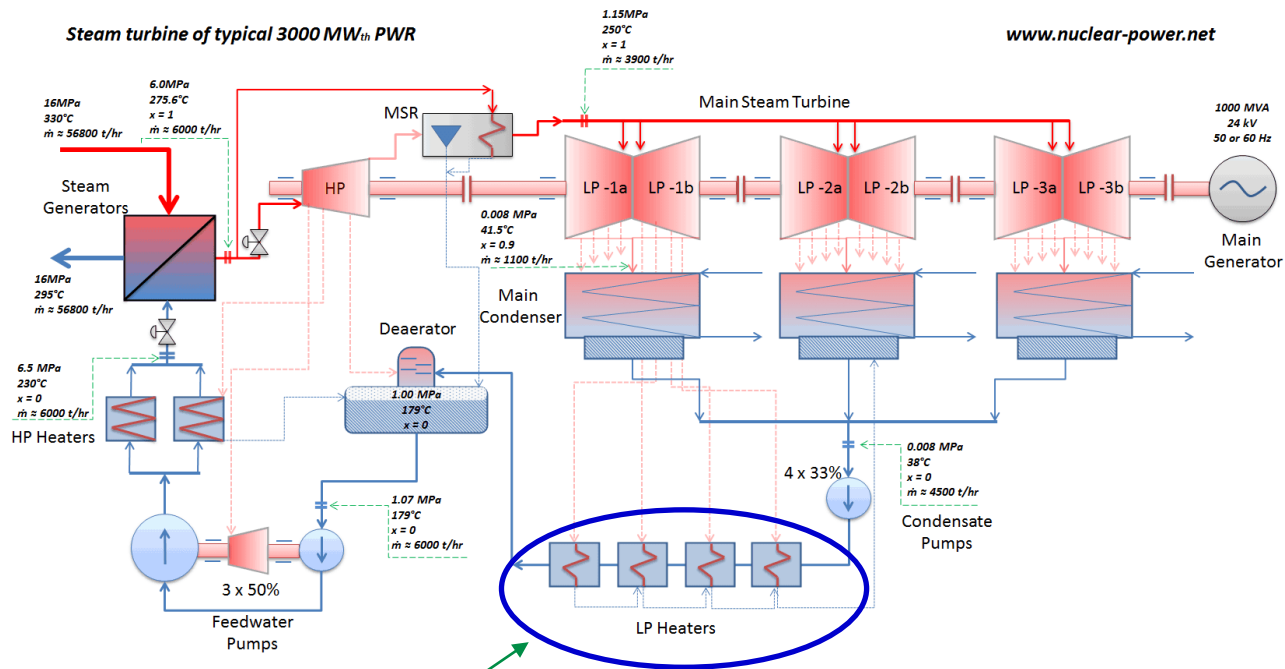 Steam turbine of typical 3000 MWth PWR
www.nuclear-power.net
16MPa
330°C
ṁ ≈ 56800 t/hr
6.0MPa
275.6°C
x = 1
ṁ ≈ 6000 t/hr
MSR
1.15MPa
250°C
x = 1
ṁ ≈ 3900 t/hr
Main Steam Turbine
1000 MVA
24 kV
50 or 60 Hz
Steam
Generators
HP
LP -1a
LP -1b
LP -2a
LP -2b
LP -3a
LP -3b
Main
Generator
0.008 MPa
41.5°C
x = 0.9
ṁ ≈ 1100 t/hr
16MPa
295°C
ṁ ≈ 56800 t/hr
Main
Condenser
Deaerator
1.00 MPa
179°C
x = 0
6.5 MPa
230°C
x = 0
ṁ ≈ 6000 t/hr
HP Heaters
0.008 MPa
38°C
x = 0
ṁ ≈ 4500 t/hr
4 x 33%
Condensate
Pumps
1.07 MPa
179°C
x = 0
ṁ ≈ 6000 t/hr
3 x 50%
Feedwater
Pumps
LP Heaters